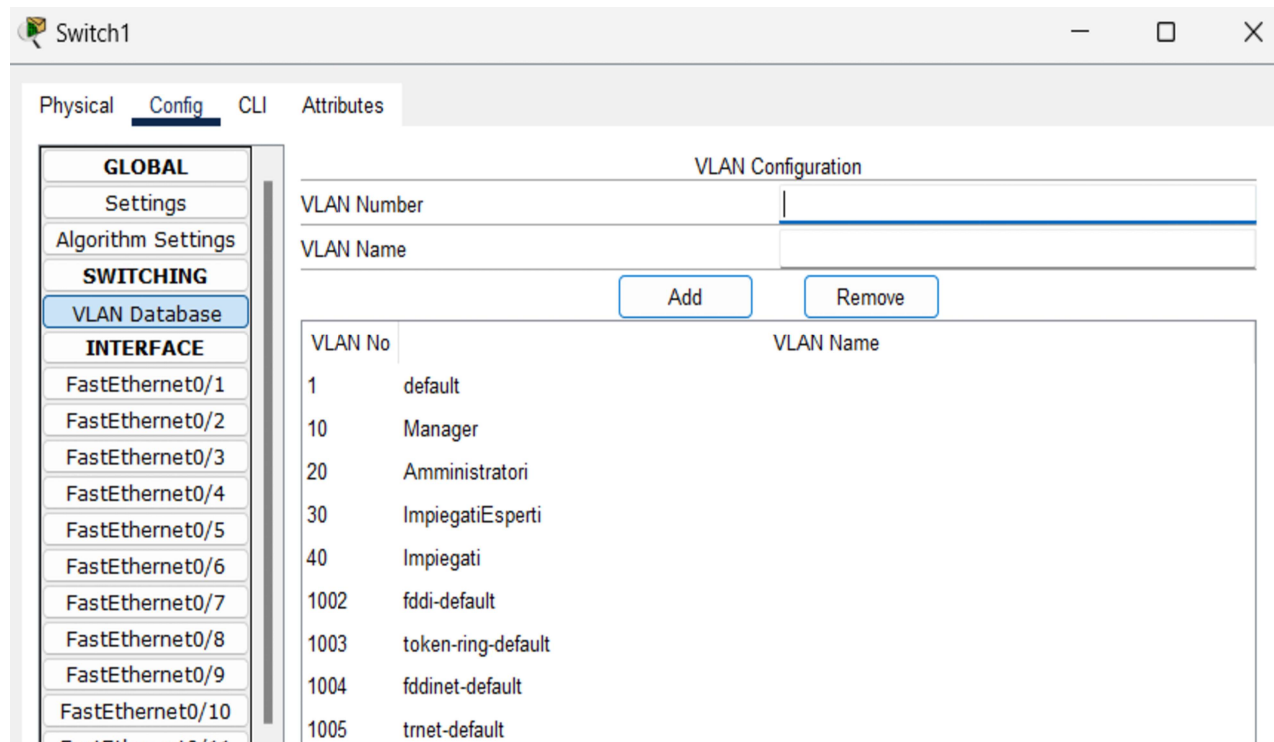 Switch1
Physical Config CLI Attributes
GLOBAL
Settings
Algorithm Settings
SWITCHING
VLAN Database
INTERFACE
FastEthernet0/1
FastEthernet0/2
FastEthernet0/3
FastEthernet0/4
FastEthernet0/5
FastEthernet0/6
FastEthernet0/7
FastEthernet0/8
FastEthernet0/9
FastEthernet0/10
VLAN Configuration
VLAN Number
VLAN Name
Add Remove
VLAN No VLAN Name
1 default
10 Manager
20 Amministratori
30 ImpiegatiEsperti
40 Impiegati
1002 fddi-default
1003 token-ring-default
1004 fddinet-default
1005 trnet-default